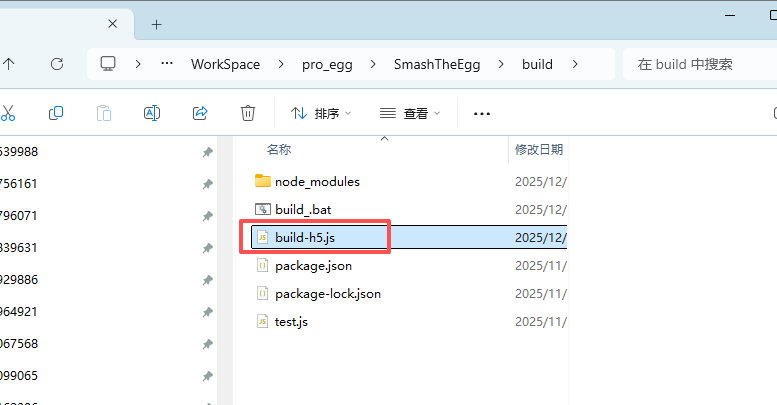 WorkSpace > pro_egg > SmashTheEgg > build >
在 build 中搜索
排序
查看
539988
756161
796071
339631
929886
964921
067568
099065
名称
修改日期
node_modules
2025/12/
build_.bat
2025/12/
build-h5.js
2025/12/
package.json
2025/11/
package-lock.json
2025/11/
test.js
2025/11/